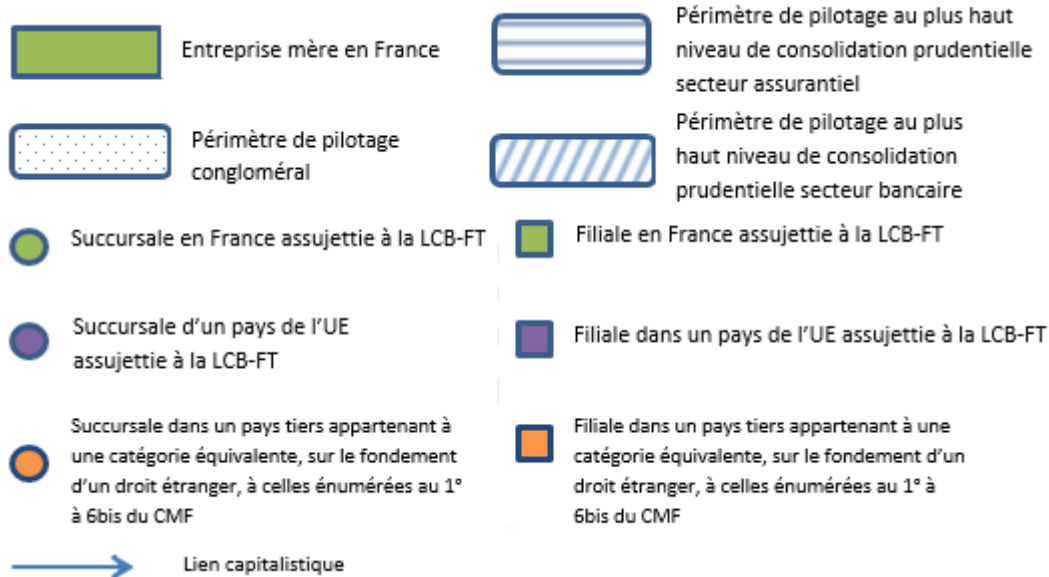 Entreprise mère en France
Périmètre de pilotage au plus haut
niveau de consolidation prudentielle
secteur assurantiel
Périmètre de pilotage
congloméral
Périmètre de pilotage au plus
haut niveau de consolidation
prudentielle secteur bancaire
Succursale en France assujettie à la LCB-FT
Filiale en France assujettie à la LCB-FT
Succursale d'un pays de l'UE
assujettie à la LCB-FT
Filiale dans un pays de l'UE assujettie à la LCB-FT
Succursale dans un pays tiers appartenant à
une catégorie équivalente, sur le fondement
d'un droit étranger, à celles énumérées au 1°
à 6bis du CMF
Filiale dans un pays tiers appartenant à une
catégorie équivalente, sur le fondement d'un
droit étranger, à celles énumérées au 1° à
6bis du CMF
Lien capitalistique